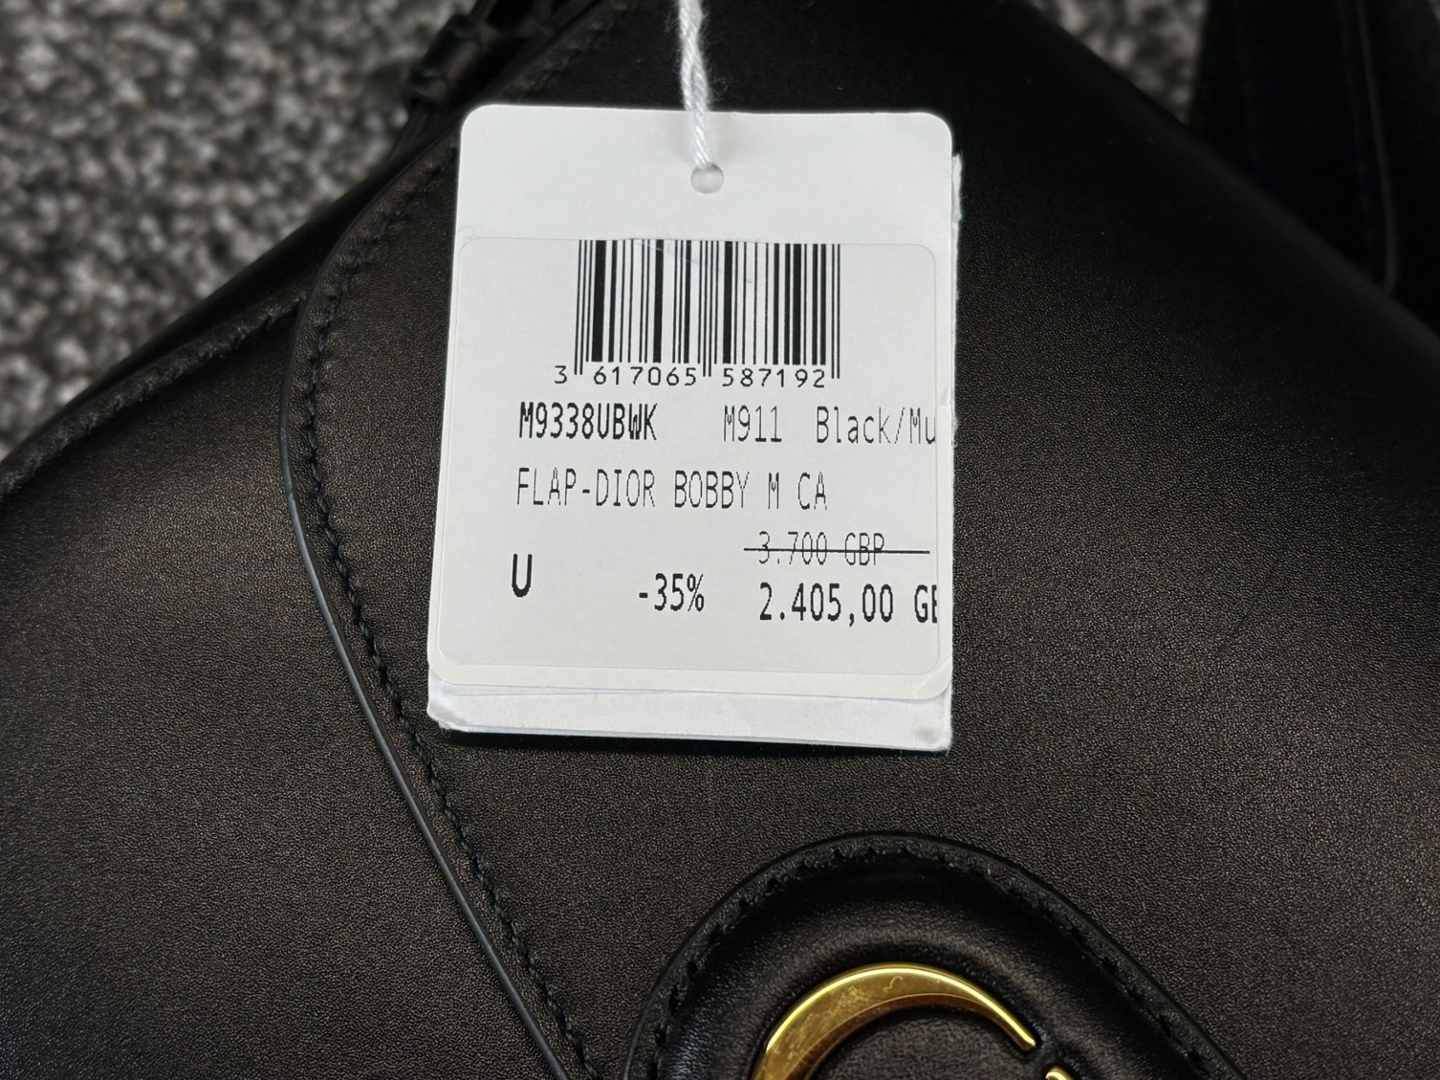 3 617065 587192
M9338UBWK M911 Black/Mu
FLAP-DIOR BOBBY M CA
3.700 GBP
U -35% 2.405,00 GB